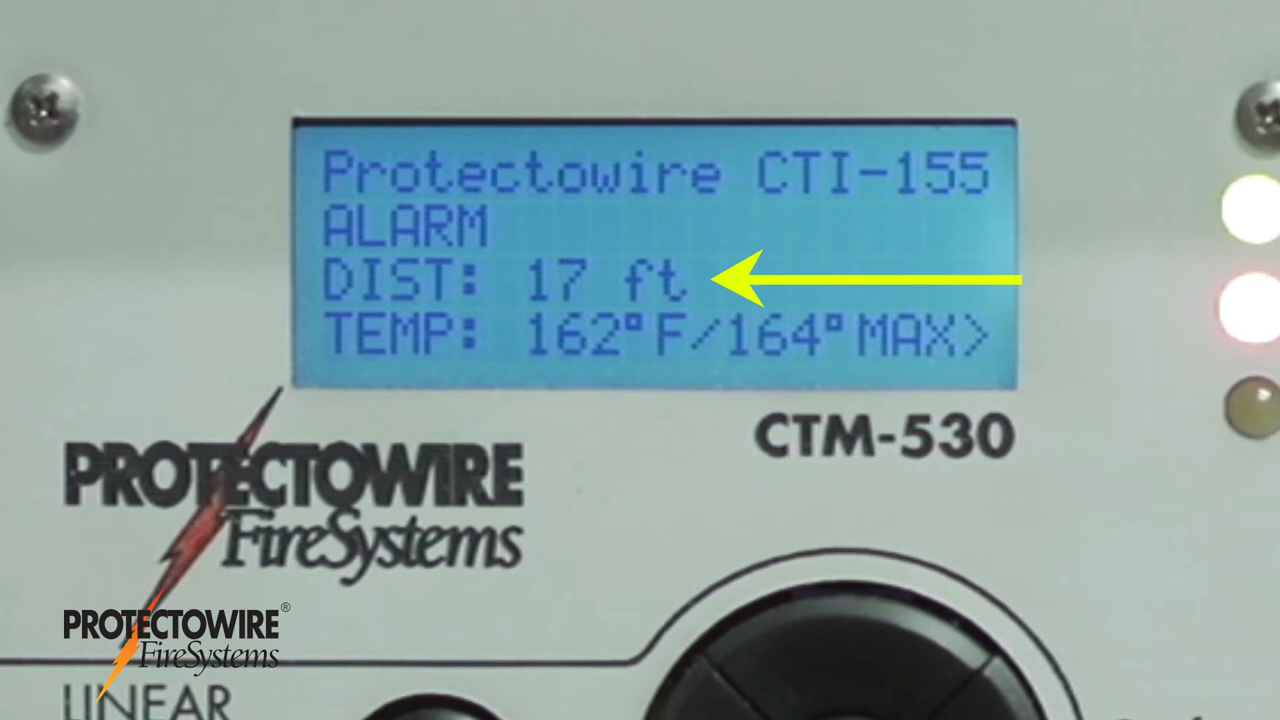 Protectowire CTI-155
ALARM
DIST: 17 ft
TEMP: 162°F/164°MAX>
CTM-530
PROTECTOWIRE
FireSystems
PROTECTOWIRE®
FireSystems
LINEAR